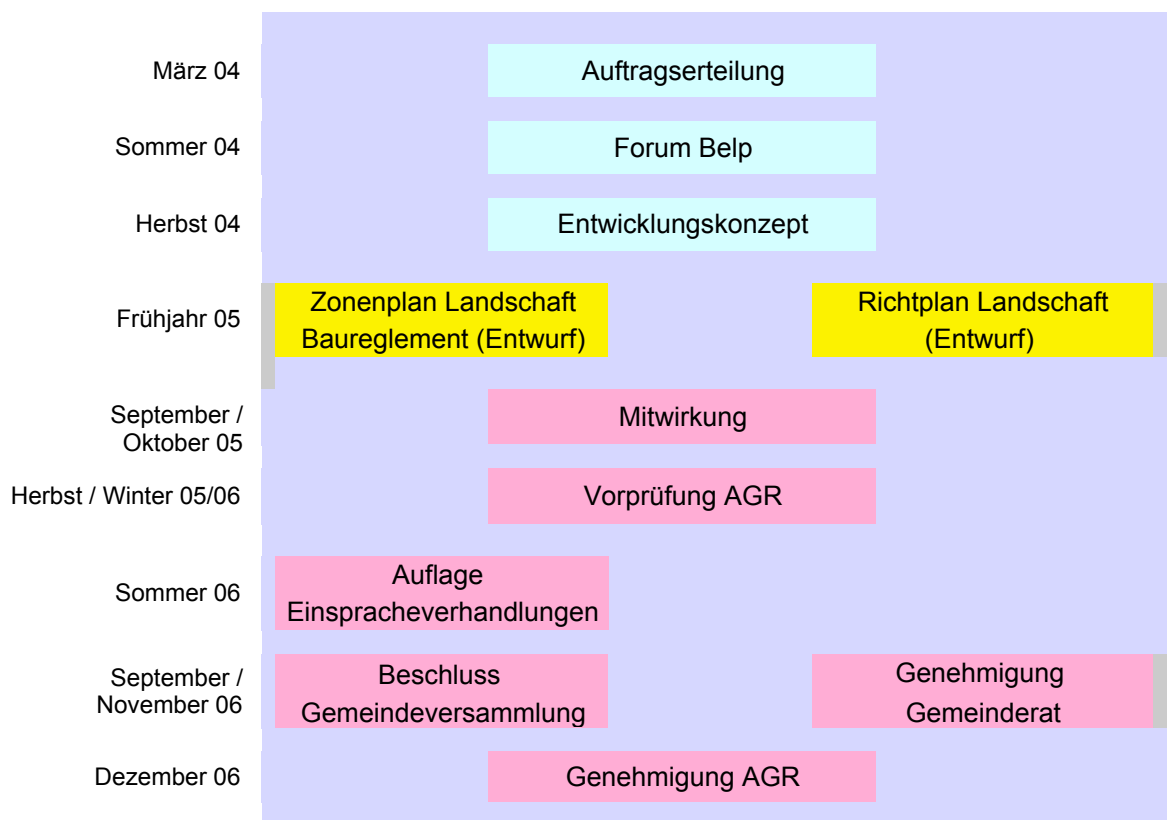 März 04
Auftragserteilung
Sommer 04
Forum Belp
Herbst 04
Entwicklungskonzept
Frühjahr 05
Zonenplan Landschaft
Baureglement (Entwurf)
Richtplan Landschaft
(Entwurf)
September /
Oktober 05
Mitwirkung
Herbst / Winter 05/06
Vorprüfung AGR
Sommer 06
Auflage
Einspracheverhandlungen
September /
November 06
Beschluss
Gemeindeversammlung
Genehmigung
Gemeinderat
Dezember 06
Genehmigung AGR